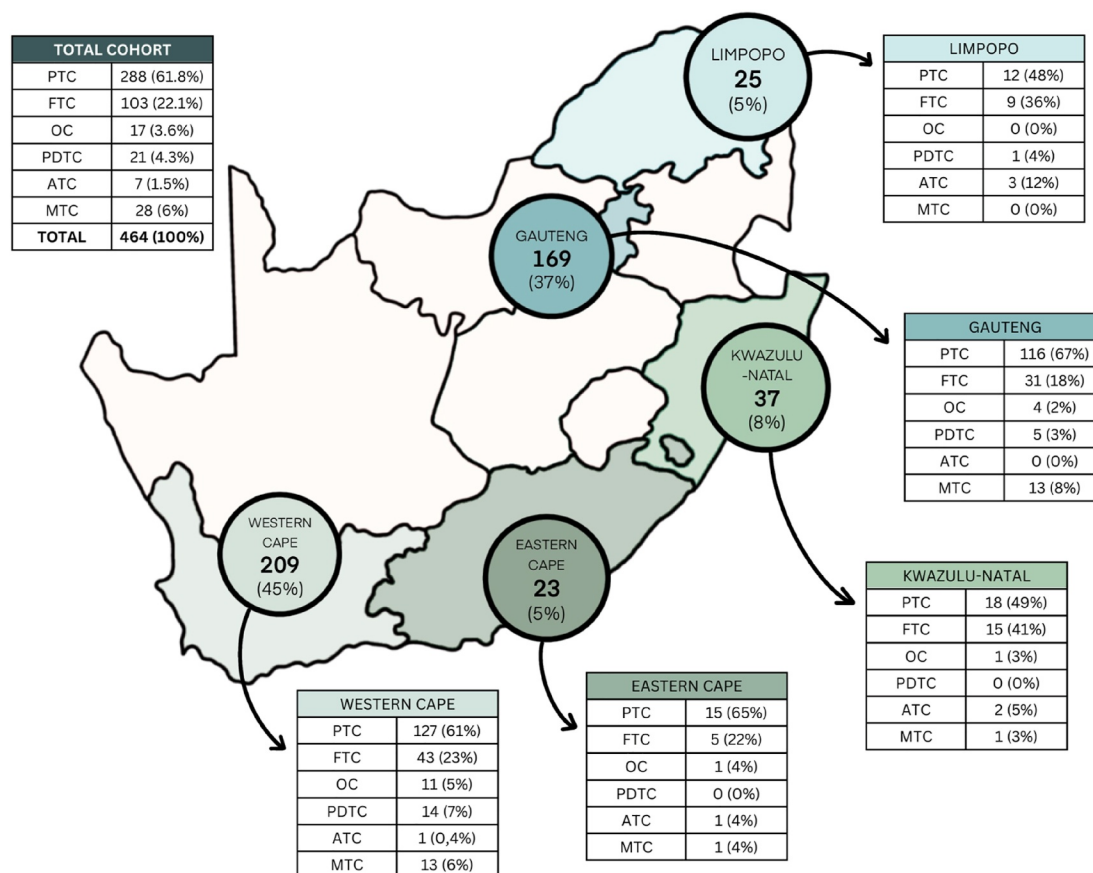 TOTAL COHORT
PTC 288 (61.8%)
FTC 103 (22.1%)
OC 17 (3.6%)
PDTC 21 (4.3%)
ATC 7 (1.5%)
MTC 28 (6%)
TOTAL 464 (100%)
LIMPOPO
25
(5%)
LIMPOPO
PTC 12 (48%)
FTC 9 (36%)
OC 0 (0%)
PDTC 1 (4%)
ATC 3 (12%)
MTC 0 (0%)
GAUTENG
169
(37%)
GAUTENG
PTC 116 (67%)
FTC 31 (18%)
OC 4 (2%)
PDTC 5 (3%)
ATC 0 (0%)
MTC 13 (8%)
KWAZULU
-NATAL
37
(8%)
KWAZULU-NATAL
PTC 18 (49%)
FTC 15 (41%)
OC 1 (3%)
PDTC 0 (0%)
ATC 2 (5%)
MTC 1 (3%)
WESTERN
CAPE
209
(45%)
WESTERN CAPE
PTC 127 (61%)
FTC 43 (23%)
OC 11 (5%)
PDTC 14 (7%)
ATC 1 (0,4%)
MTC 13 (6%)
EASTERN
CAPE
23
(5%)
EASTERN CAPE
PTC 15 (65%)
FTC 5 (22%)
OC 1 (4%)
PDTC 0 (0%)
ATC 1 (4%)
MTC 1 (4%)